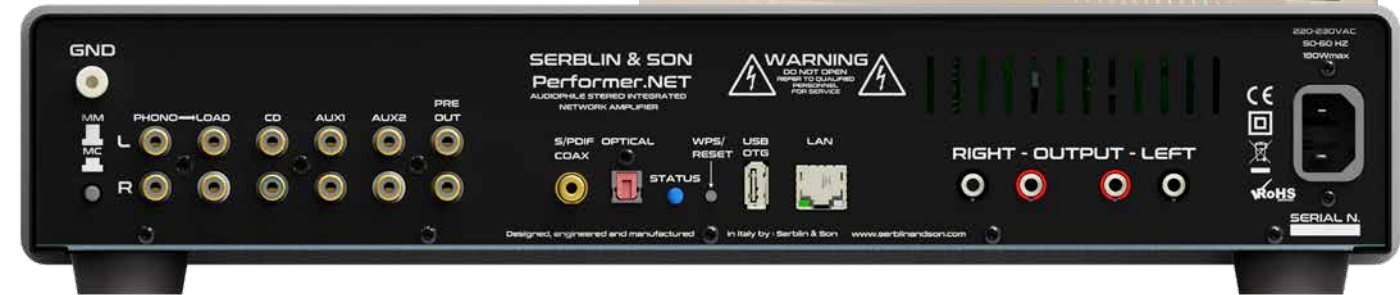 GND
MM
MC
PHONO LOAD CD AUX1 AUX2 PRE OUT
L
R
SERBLIN & SON
Performer.NET
AUDIOPHILE STEREO INTEGRATED
NETWORK AMPLIFIER
WARNING
DO NOT OPEN
REFER TO QUALIFIED
PERSONNEL
FOR SERVICE
S/PDIF COAX
OPTICAL
STATUS
WPS/
RESET
USB
OTG
LAN
RIGHT - OUTPUT - LEFT
220-230VAC
50-60 HZ
180Wmax
CE
RoHS
SERIAL N.
Designed, engineered and manufactured in Italy by - Serblin & Son www.serblinandson.com